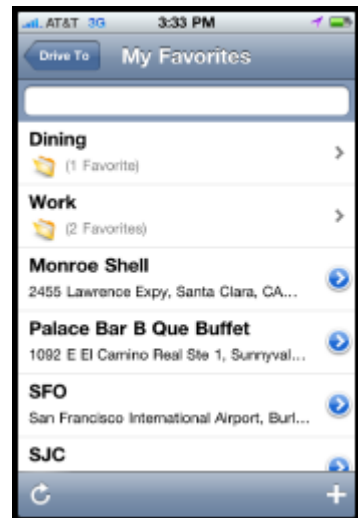 AT&T 3G 3:33 PM
Drive To My Favorites
Dining
(1 Favorite)
Work
(2 Favorites)
Monroe Shell
2455 Lawrence Expy, Santa Clara, CA...
Palace Bar B Que Buffet
1092 E El Camino Real Ste 1, Sunnyval...
SFO
San Francisco International Airport, Burl...
SJC